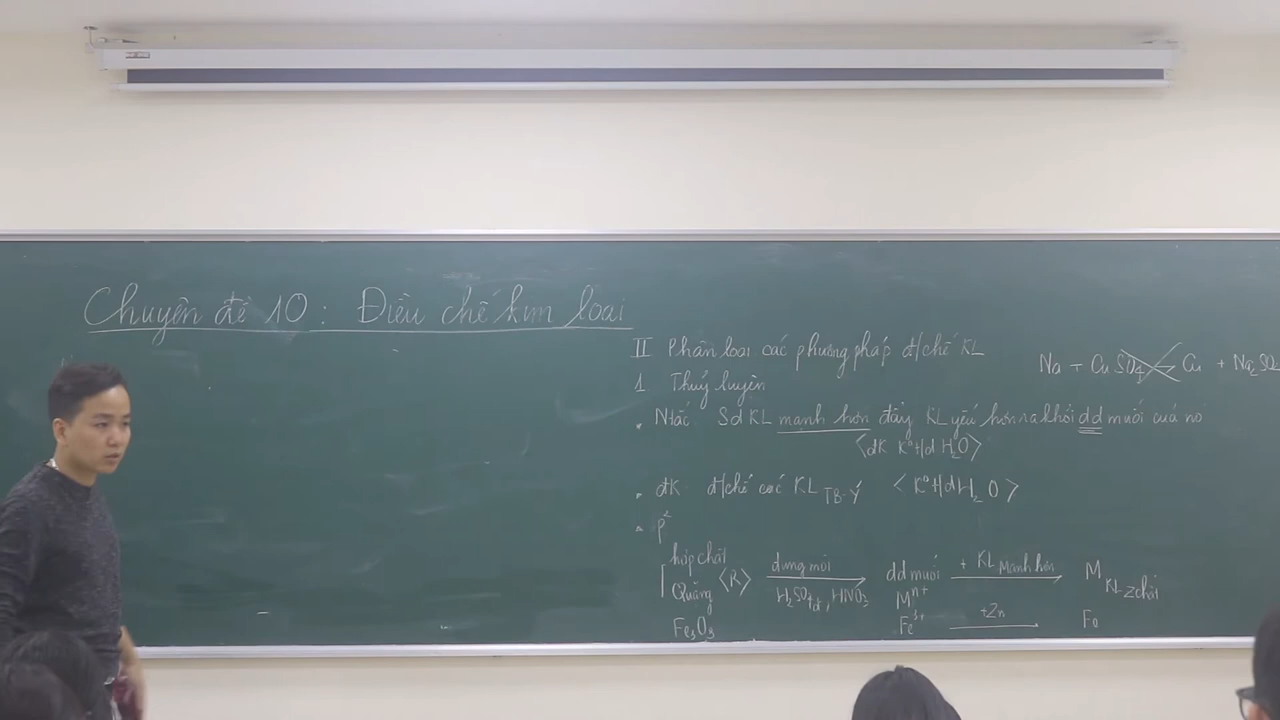 Chuyên đề 10 : Điều chế kim loại
II Phân loại các phương pháp đ/chế KL
Na + CuSO4 Cu + Na2SO
1. Thuỷ luyện
• Ntắc Sd KL mạnh hơn đẩy KL yếu hơn ra khỏi dd muối của nó
<đk K° t/d H2O>
• đk đ/chế các KL TB-Y <K° t/d H2O>
• P²
hợp chất
Quặng <R> dung môi dd muối + KL mạnh hơn M KL
H2SO4, HNO3 Mn+
Fe2O3 Fe3+ +Zn Fe